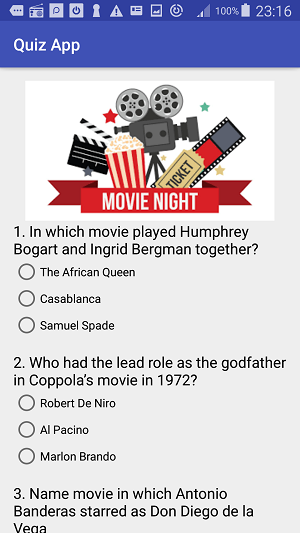 100% 23:16
Quiz App
TICKET
MOVIE NIGHT
1. In which movie played Humphrey
Bogart and Ingrid Bergman together?
The African Queen
Casablanca
Samuel Spade
2. Who had the lead role as the godfather
in Coppola's movie in 1972?
Robert De Niro
Al Pacino
Marlon Brando
3. Name movie in which Antonio
Banderas starred as Don Diego de la
Vega